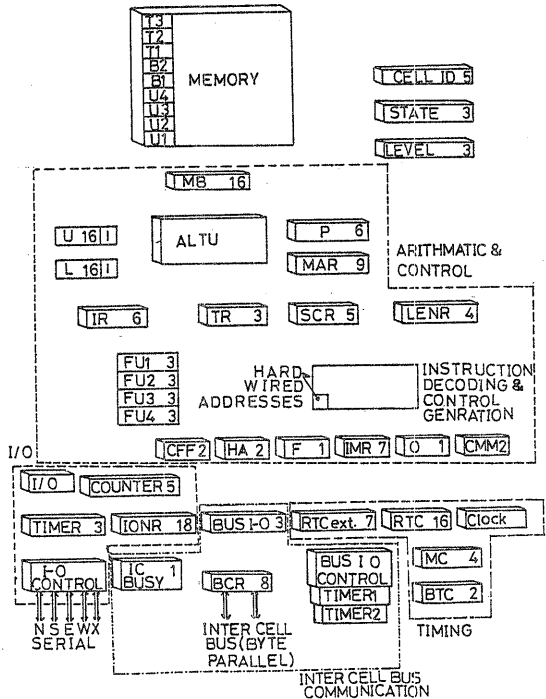 T3
T2
T1
B2
B1
U4
U3
U2
U1
MEMORY
CELL ID 5
STATE 3
LEVEL 3
MB 16
U 16 1
L 16 1
ALTU
P 6
MAR 9
ARITHMATIC &
CONTROL
IR 6
TR 3
SCR 5
LENR 4
FU1 3
FU2 3
FU3 3
FU4 3
HARD
WIRED
ADDRESSES
INSTRUCTION
DECODING &
CONTROL
GENRATION
CFF 2
HA 2
F 1
IMR 7
O 1
CMM2
I/O
I/O
COUNTER 5
TIMER 3
IONR 18
BUS I-O 3
RTC ext. 7
RTC 16
Clock
I-O
CONTROL
IC
BUSY 1
BCR 8
BUS I O
CONTROL
TIMER1
TIMER2
MC 4
BTC 2
N S E W X
SERIAL
INTER CELL
BUS (BYTE
PARALLEL)
TIMING
INTER CELL BUS
COMMUNICATION